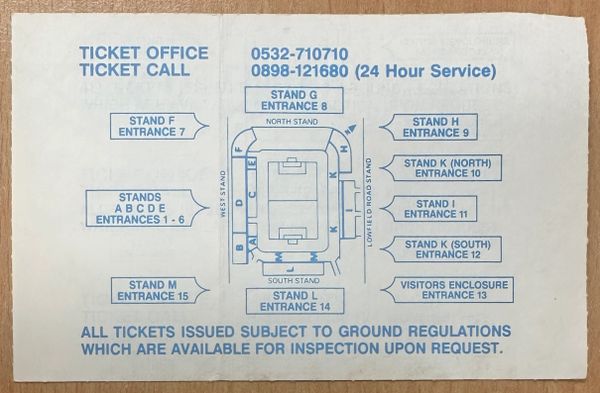 TICKET OFFICE 0532-710710
TICKET CALL 0898-121680 (24 Hour Service)
STAND G
ENTRANCE 8
STAND F
ENTRANCE 7
NORTH STAND
STAND H
ENTRANCE 9
F
H
E
K
STAND K (NORTH)
ENTRANCE 10
STANDS
A B C D E
ENTRANCES 1 - 6
WEST STAND
D
C
I
LOWFIELD ROAD STAND
STAND I
ENTRANCE 11
B
A
K
STAND K (SOUTH)
ENTRANCE 12
M
L
M
SOUTH STAND
STAND M
ENTRANCE 15
STAND L
ENTRANCE 14
VISITORS ENCLOSURE
ENTRANCE 13
ALL TICKETS ISSUED SUBJECT TO GROUND REGULATIONS
WHICH ARE AVAILABLE FOR INSPECTION UPON REQUEST.